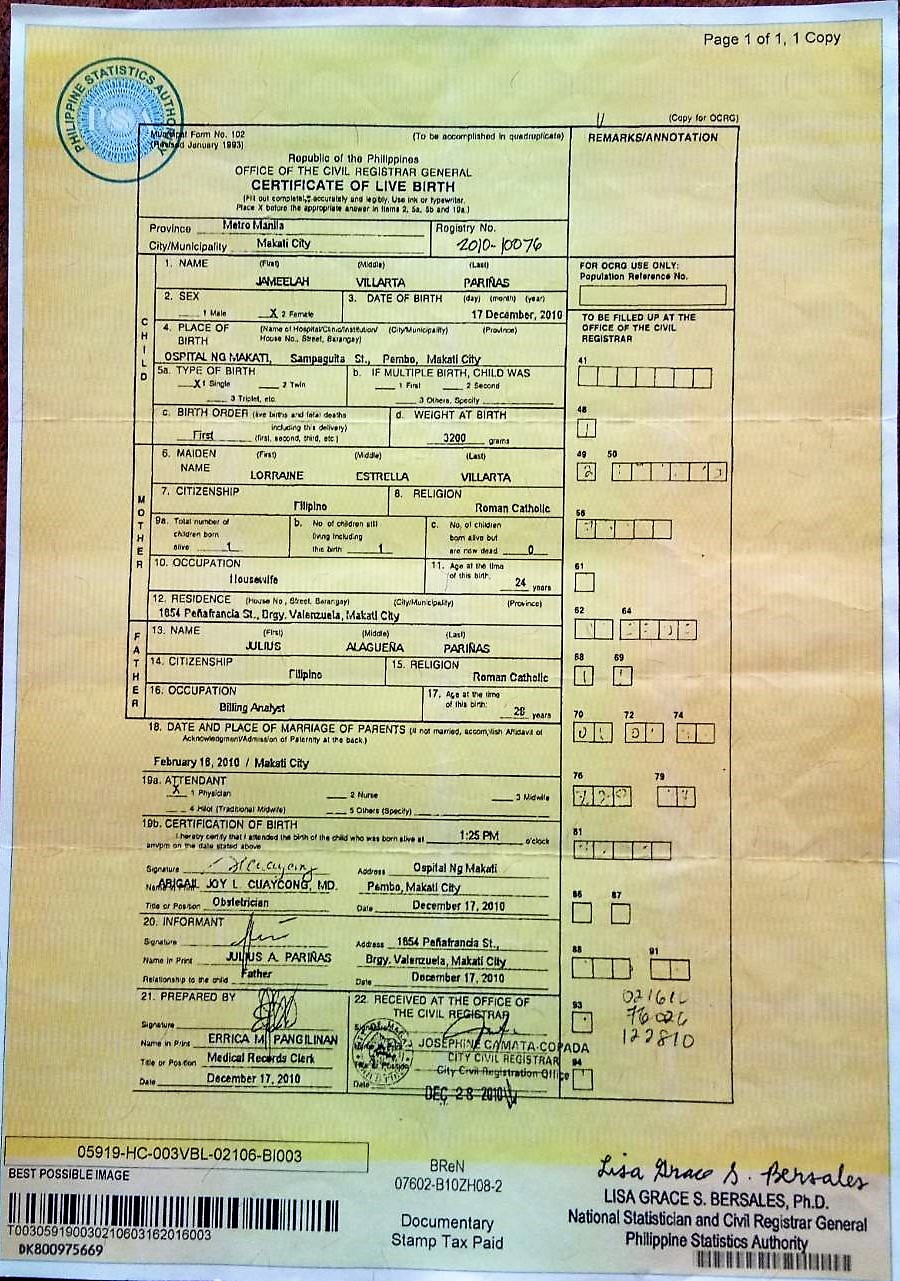 Page 1 of 1, 1 Copy
PHILIPPINE STATISTICS AUTHORITY
PSA
(Copy for OCRG)
Municipal Form No. 102
(Revised January 1993)
(To be accomplished in quadruplicate)
REMARKS/ANNOTATION
Republic of the Philippines
OFFICE OF THE CIVIL REGISTRAR GENERAL
CERTIFICATE OF LIVE BIRTH
(Fill out completely, accurately and legibly. Use ink or typewriter.
Place X before the appropriate answer in items 2, 5a, 5b and 19a.)
Province Metro Manila
Registry No.
City/Municipality Makati City
2010-10076
CHILD
1. NAME (First) (Middle) (Last)
JAMEELAH VILLARTA PARIÑAS
FOR OCRG USE ONLY:
Population Reference No.
2. SEX
1 Male X 2 Female
3. DATE OF BIRTH (day) (month) (year)
17 December, 2010
TO BE FILLED UP AT THE
OFFICE OF THE CIVIL
REGISTRAR
4. PLACE OF BIRTH (Name of Hospital/Clinic/Institution/ (City/Municipality) (Province)
House No., Street, Barangay)
OSPITAL NG MAKATI, Sampaguita St., Pembo, Makati City
41
5a. TYPE OF BIRTH
X 1 Single 2 Twin
3 Triplet, etc.
b. IF MULTIPLE BIRTH, CHILD WAS
1 First 2 Second
3 Others, Specify
c. BIRTH ORDER (live births and fetal deaths
including this delivery)
First (first, second, third, etc.)
d. WEIGHT AT BIRTH
3200 grams
48
1
MOTHER
6. MAIDEN NAME (First) (Middle) (Last)
LORRAINE ESTRELLA VILLARTA
49 50
2
7. CITIZENSHIP
Filipino
8. RELIGION
Roman Catholic
9a. Total number of
children born
alive 1
b. No of children still
living including
this birth 1
c. No. of children
born alive but
are now dead 0
56
10. OCCUPATION
Housewife
11. Age at the time
of this birth:
24 years
61
12. RESIDENCE (House No., Street, Barangay) (City/Municipality) (Province)
1654 Peñafrancia St., Brgy. Valenzuela, Makati City
62 64
FATHER
13. NAME (First) (Middle) (Last)
JULIUS ALAGUEÑA PARIÑAS
14. CITIZENSHIP
Filipino
15. RELIGION
Roman Catholic
68 69
16. OCCUPATION
Billing Analyst
17. Age at the time
of this birth:
years
70 72 74
18. DATE AND PLACE OF MARRIAGE OF PARENTS (If not married, accomplish Affidavit of
Acknowledgment/Admission of Paternity at the back.)
February 16, 2010 / Makati City
19a. ATTENDANT
X 1 Physician 2 Nurse 3 Midwife
4 Hilot (Traditional Midwife) 5 Others (Specify)
76 79
19b. CERTIFICATION OF BIRTH
I hereby certify that I attended the birth of the child who was born alive at 1:25 PM o'clock
am/pm on the date stated above
81
Signature
Address Ospital Ng Makati
Name in Print ABIGAIL JOY L. CUAYCONG, MD.
Pembo, Makati City
Title or Position Obstetrician
Date December 17, 2010
86 87
20. INFORMANT
Signature
Address 1654 Peñafrancia St.,
Name in Print JULIUS A. PARIÑAS
Brgy. Valenzuela, Makati City
Relationship to the child Father
Date December 17, 2010
88 91
21. PREPARED BY
Signature
Name in Print ERRICA M. PANGILINAN
Title or Position Medical Records Clerk
Date December 17, 2010
22. RECEIVED AT THE OFFICE OF
THE CIVIL REGISTRAR
Signature
JOSEPHINE CAMATA-COPADA
CITY CIVIL REGISTRAR
City Civil Registration Office
Date DEC 28 2010
93
76026
122810
94
05919-HC-003VBL-02106-BI003
BEST POSSIBLE IMAGE
T003059190030210603162016003
DK800975669
BReN
07602-B10ZH08-2
Documentary
Stamp Tax Paid
Lisa Grace S. Bersales
LISA GRACE S. BERSALES, Ph.D.
National Statistician and Civil Registrar General
Philippine Statistics Authority